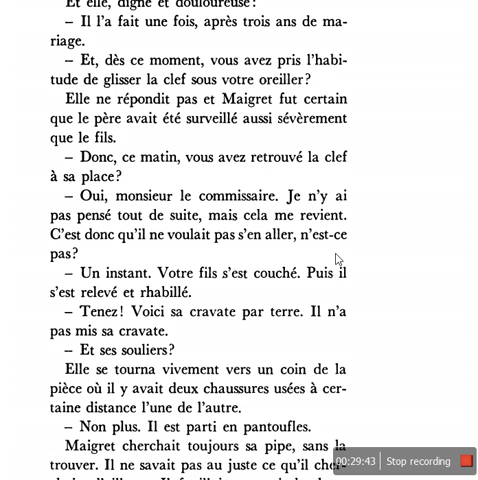 Et elle, digne et douloureuse :
– Il l'a fait une fois, après trois ans de ma-
riage.
– Et, dès ce moment, vous avez pris l'habi-
tude de glisser la clef sous votre oreiller ?
Elle ne répondit pas et Maigret fut certain
que le père avait été surveillé aussi sévèrement
que le fils.
– Donc, ce matin, vous avez retrouvé la clef
à sa place ?
– Oui, monsieur le commissaire. Je n'y ai
pas pensé tout de suite, mais cela me revient.
C'est donc qu'il ne voulait pas s'en aller, n'est-ce
pas ?
– Un instant. Votre fils s'est couché. Puis il
s'est relevé et rhabillé.
– Tenez ! Voici sa cravate par terre. Il n'a
pas mis sa cravate.
– Et ses souliers ?
Elle se tourna vivement vers un coin de la
pièce où il y avait deux chaussures usées à cer-
taine distance l'une de l'autre.
– Non plus. Il est parti en pantoufles.
Maigret cherchait toujours sa pipe, sans la
trouver. Il ne savait pas au juste ce qu'il cher-
00:29:43 Stop recording